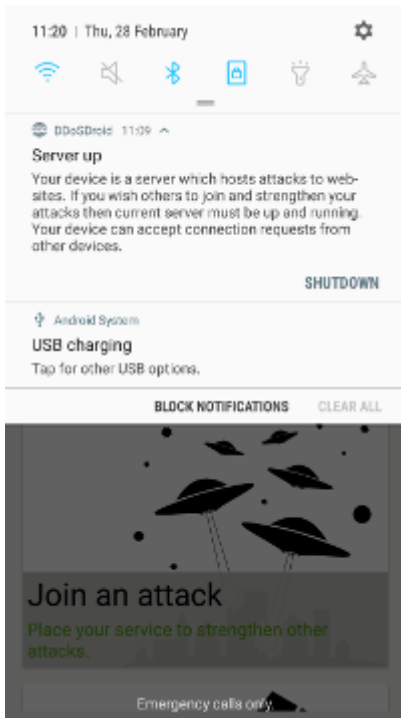 11:20 | Thu, 28 February
DDoSDroid 11:09
Server up
Your device is a server which hosts attacks to web-
sites. If you wish others to join and strengthen your
attacks then current server must be up and running.
Your device can accept connection requests from
other devices.
SHUTDOWN
Android System
USB charging
Tap for other USB options.
BLOCK NOTIFICATIONS CLEAR ALL
Join an attack
Place your service to strengthen other
attacks.
Emergency calls only